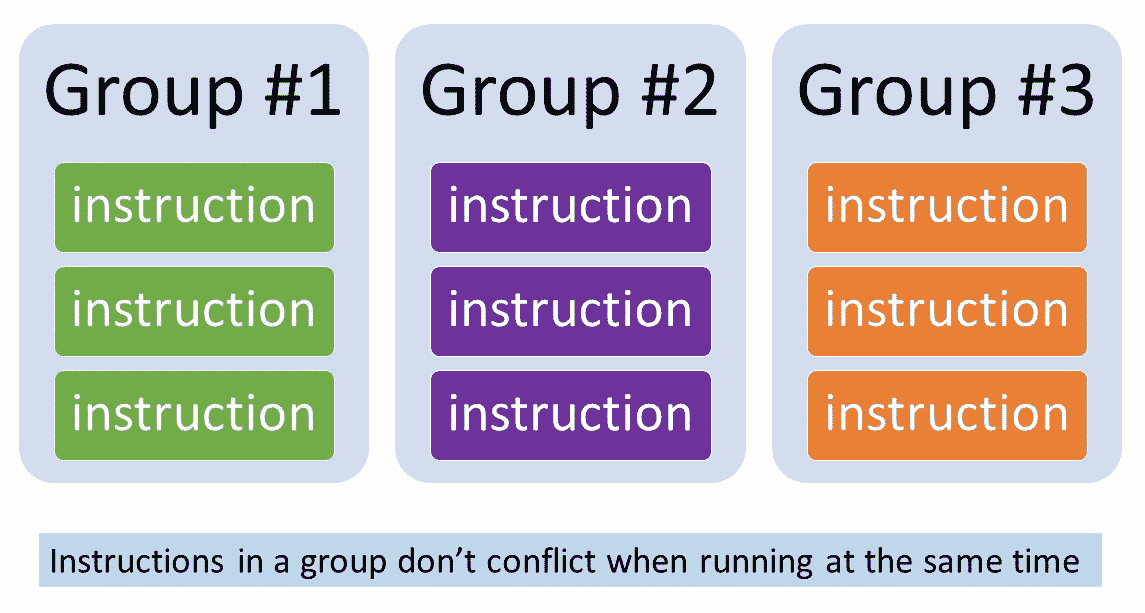 Group #1
instruction
instruction
instruction
Group #2
instruction
instruction
instruction
Group #3
instruction
instruction
instruction
Instructions in a group don’t conflict when running at the same time